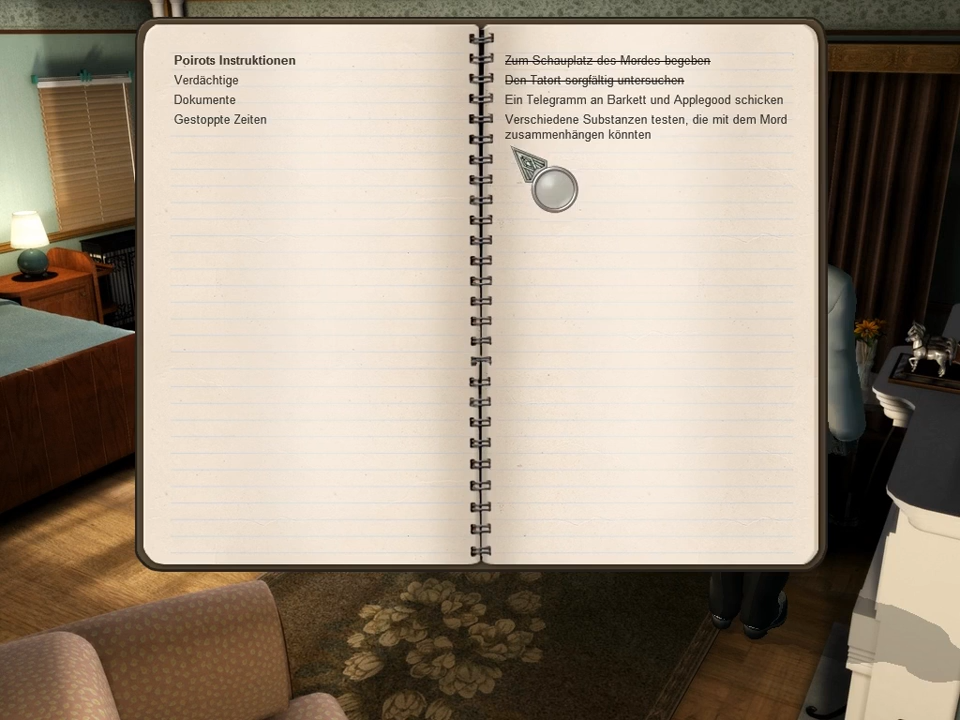 Poirots Instruktionen
Verdächtige
Dokumente
Gestoppte Zeiten
Zum Schauplatz des Mordes begeben
Den Tatort sorgfältig untersuchen
Ein Telegramm an Barkett und Applegood schicken
Verschiedene Substanzen testen, die mit dem Mord
zusammenhängen könnten